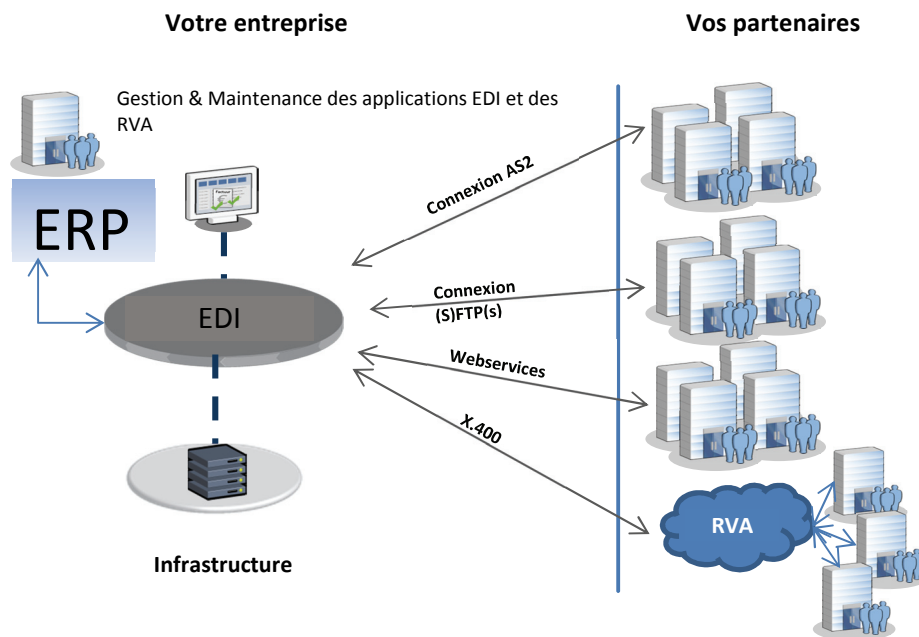 Votre entreprise
Vos partenaires
Gestion & Maintenance des applications EDI et des
RVA
ERP
EDI
Connexion AS2
Connexion
(S)FTP(s)
Webservices
X.400
RVA
Infrastructure